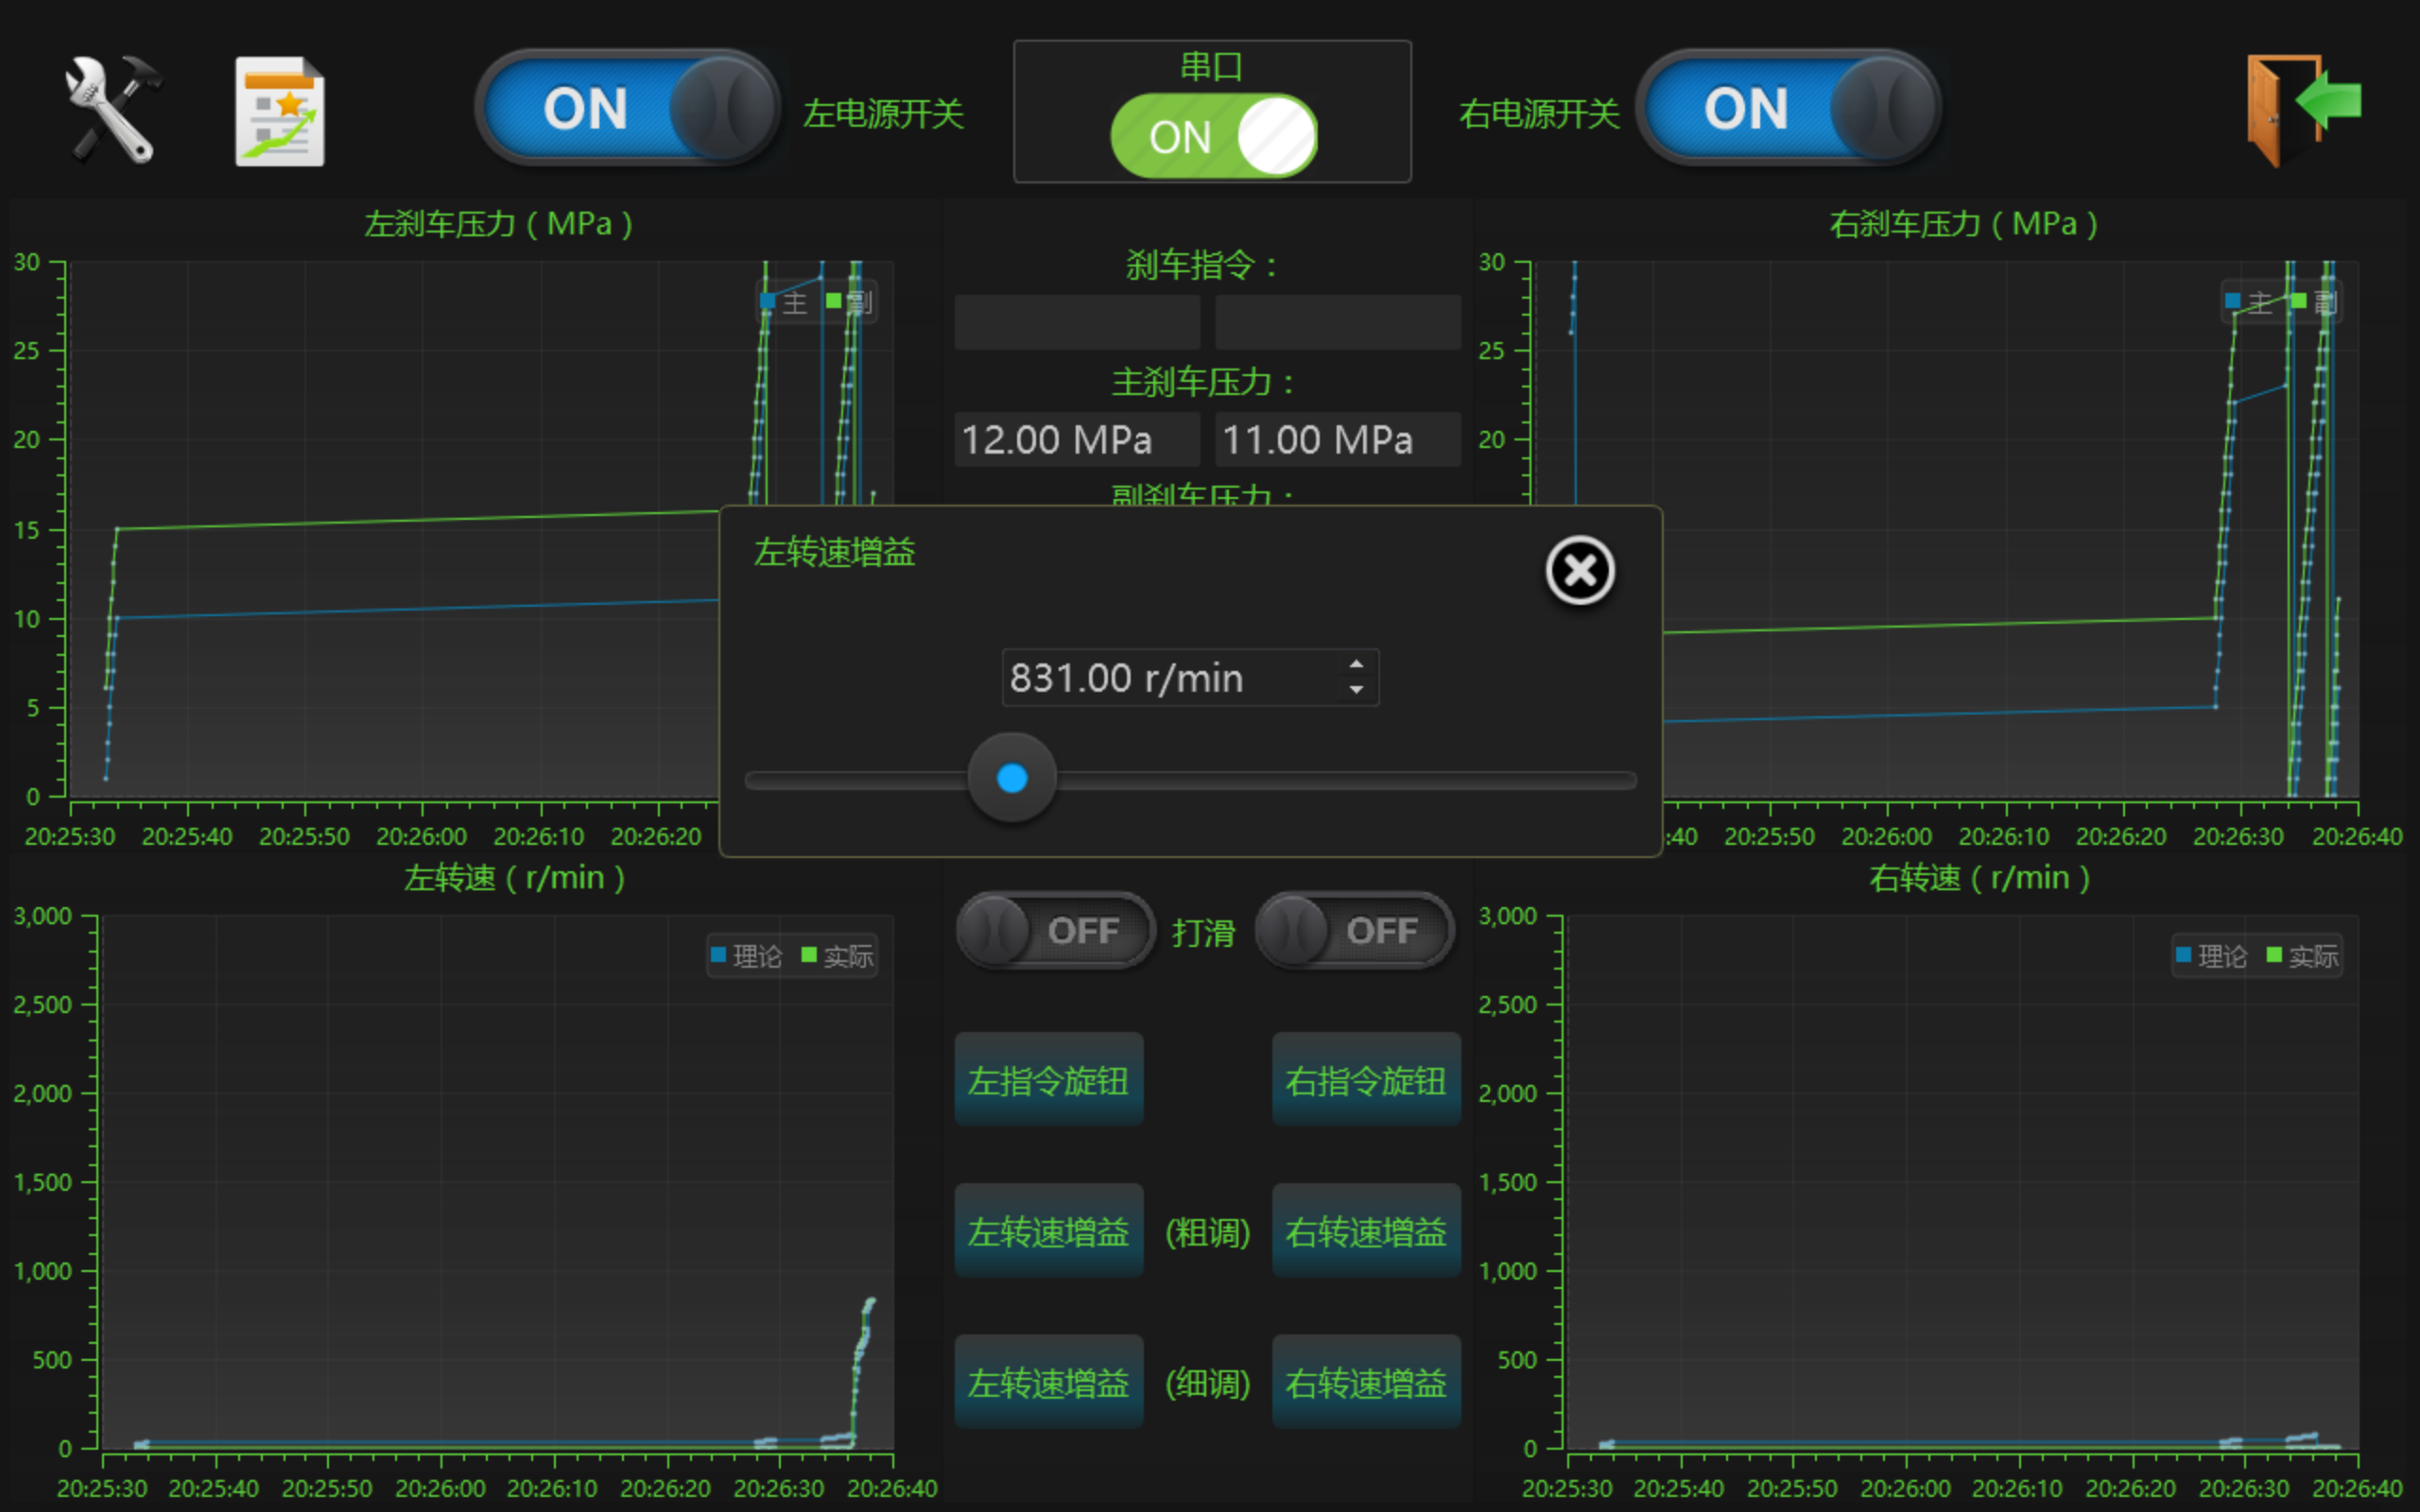 ON
左电源开关
串口
ON
右电源开关
ON
左刹车压力（MPa）
30
25
20
15
10
5
0
主 副
20:25:30 20:25:40 20:25:50 20:26:00 20:26:10 20:26:20
刹车指令：
主刹车压力：
12.00 MPa 11.00 MPa
副刹车压力：
右刹车压力（MPa）
30
25
20
主 副
:40 20:25:50 20:26:00 20:26:10 20:26:20 20:26:30 20:26:40
左转速增益
831.00 r/min
左转速（r/min）
3,000
2,500
2,000
1,500
1,000
500
0
理论 实际
20:25:30 20:25:40 20:25:50 20:26:00 20:26:10 20:26:20 20:26:30 20:26:40
OFF 打滑 OFF
左指令旋钮 右指令旋钮
左转速增益 (粗调) 右转速增益
左转速增益 (细调) 右转速增益
右转速（r/min）
3,000
2,500
2,000
1,500
1,000
500
0
理论 实际
20:25:30 20:25:40 20:25:50 20:26:00 20:26:10 20:26:20 20:26:30 20:26:40